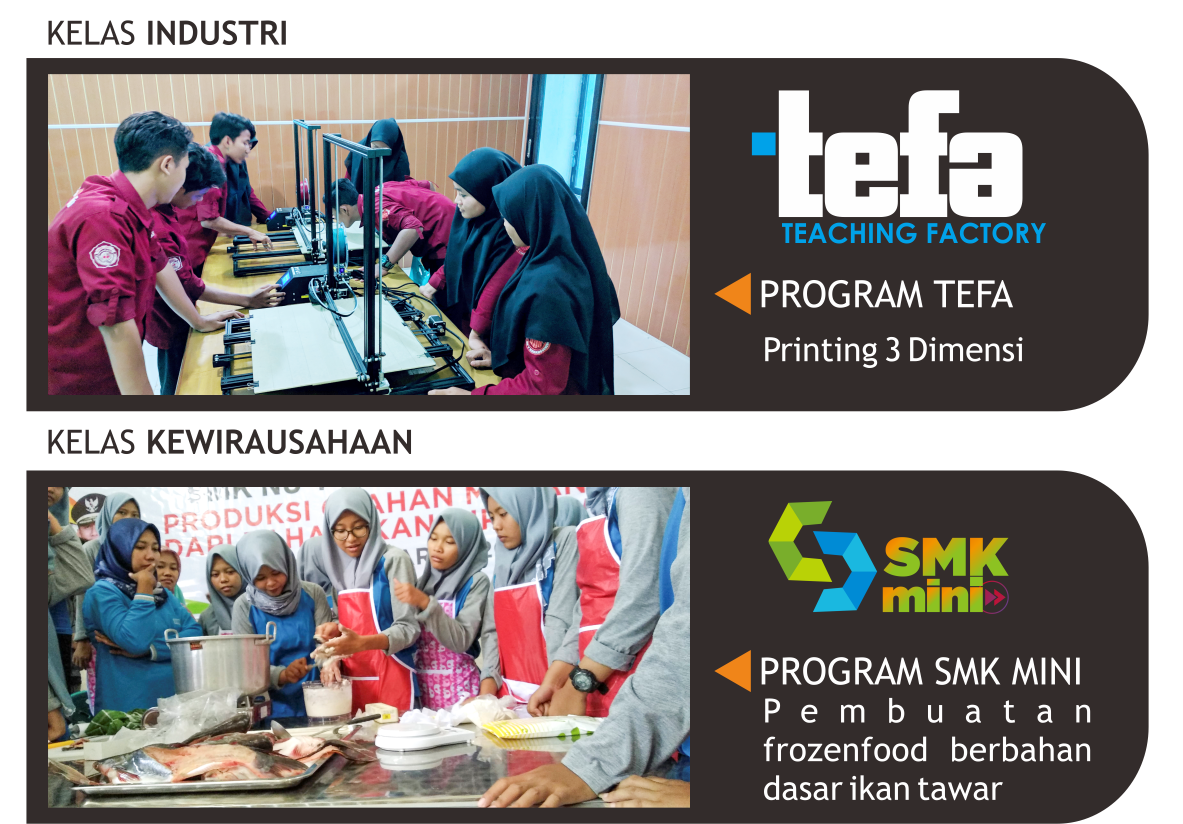 KELAS INDUSTRI
tefa
TEACHING FACTORY
PROGRAM TEFA
Printing 3 Dimensi
KELAS KEWIRAUSAHAAN
PRODUKSI
DARI
SMK
mini
PROGRAM SMK MINI
Pembuatan
frozenfood berbahan
dasar ikan tawar